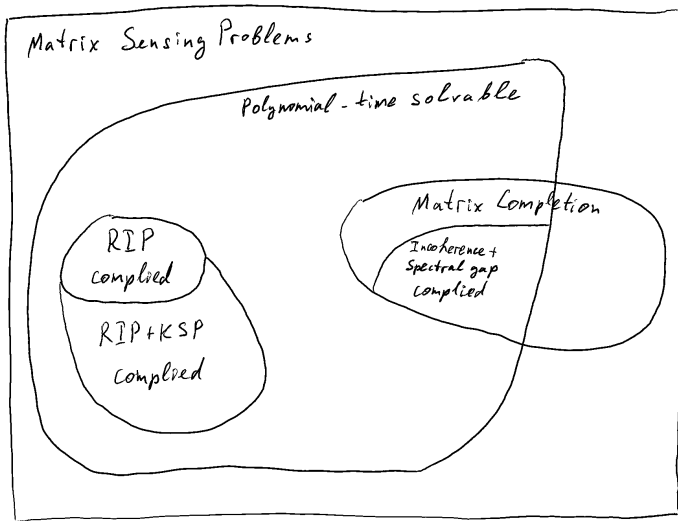 Matrix Sensing Problems
Polynomial-time solvable
Matrix Completion
Incoherence +
Spectral gap
complied
RIP
complied
RIP+KSP
complied